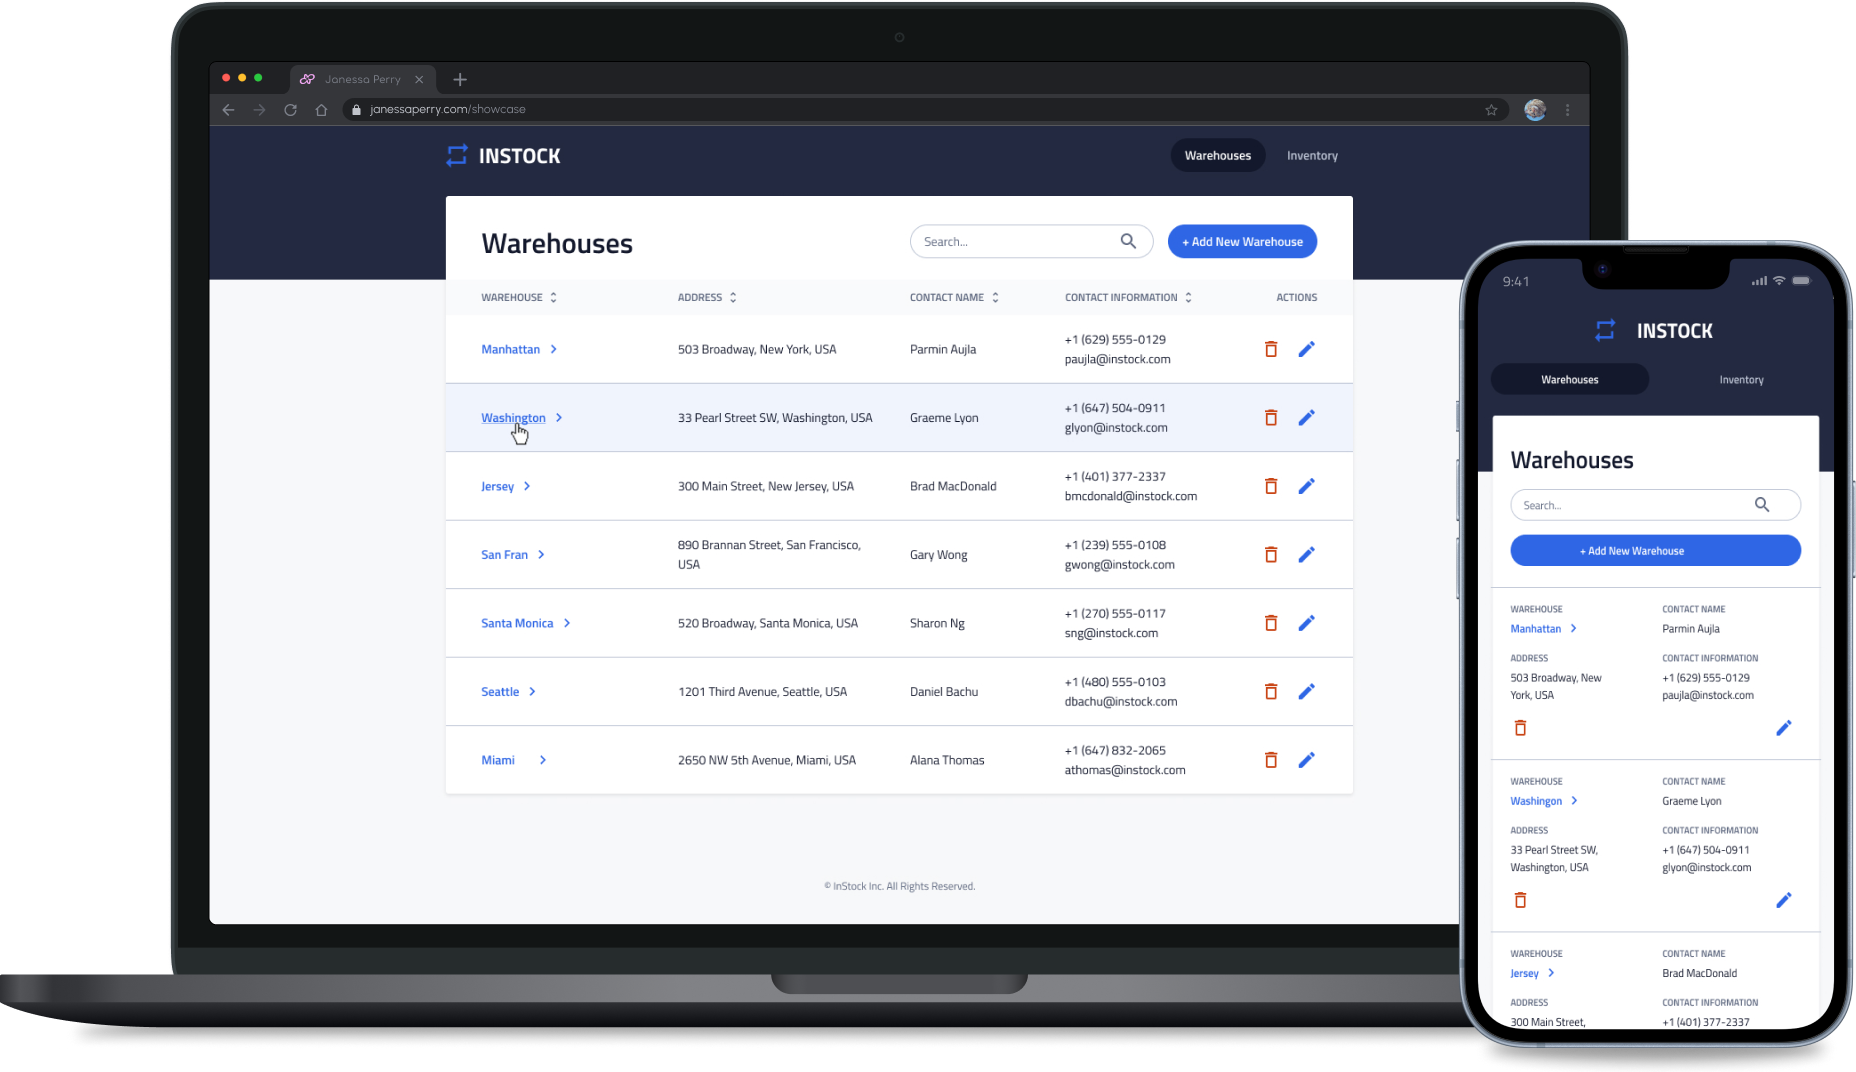 Janessa Perry
janessaperry.com/showcase
INSTOCK
Warehouses Inventory
Warehouses
Search...
+ Add New Warehouse
WAREHOUSE ADDRESS CONTACT NAME CONTACT INFORMATION ACTIONS
Manhattan 503 Broadway, New York, USA Parmin Aujla +1 (629) 555-0129
paujla@instock.com
Washington 33 Pearl Street SW, Washington, USA Graeme Lyon +1 (647) 504-0911
glyon@instock.com
Jersey 300 Main Street, New Jersey, USA Brad MacDonald +1 (401) 377-2337
bmcdonald@instock.com
San Fran 890 Brannan Street, San Francisco,
USA Gary Wong +1 (239) 555-0108
gwong@instock.com
Santa Monica 520 Broadway, Santa Monica, USA Sharon Ng +1 (270) 555-0117
sng@instock.com
Seattle 1201 Third Avenue, Seattle, USA Daniel Bachu +1 (480) 555-0103
dbachu@instock.com
Miami 2650 NW 5th Avenue, Miami, USA Alana Thomas +1 (647) 832-2065
athomas@instock.com
© InStock Inc. All Rights Reserved.
9:41
INSTOCK
Warehouses Inventory
Warehouses
Search...
+ Add New Warehouse
WAREHOUSE CONTACT NAME
Manhattan Parmin Aujla
ADDRESS CONTACT INFORMATION
503 Broadway, New +1 (629) 555-0129
York, USA paujla@instock.com
WAREHOUSE CONTACT NAME
Washingon Graeme Lyon
ADDRESS CONTACT INFORMATION
33 Pearl Street SW, +1 (647) 504-0911
Washington, USA glyon@instock.com
WAREHOUSE CONTACT NAME
Jersey Brad MacDonald
ADDRESS CONTACT INFORMATION
300 Main Street, +1 (401) 377-2337